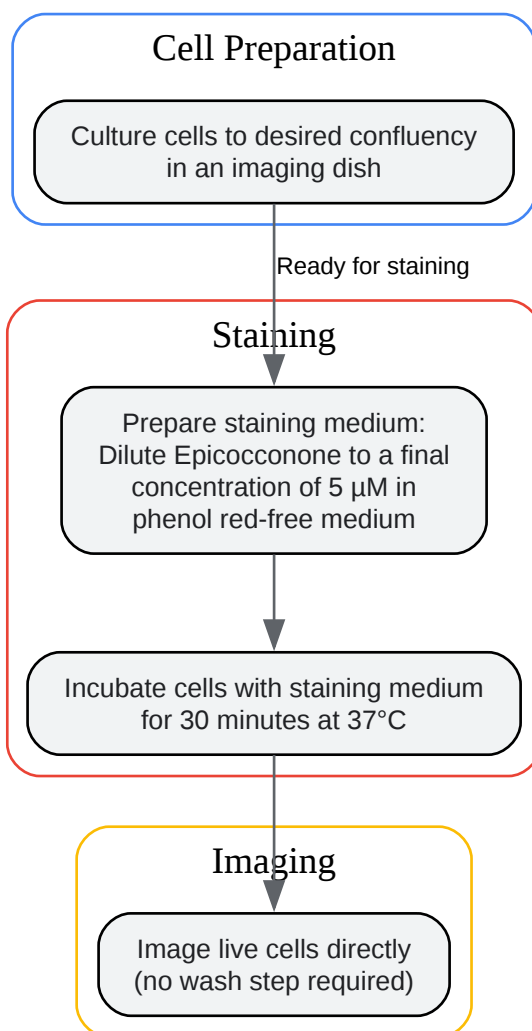 Cell Preparation
Culture cells to desired confluency
in an imaging dish
Ready for staining
Staining
Prepare staining medium:
Dilute Epicocconone to a final
concentration of 5 µM in
phenol red-free medium
Incubate cells with staining medium
for 30 minutes at 37°C
Imaging
Image live cells directly
(no wash step required)